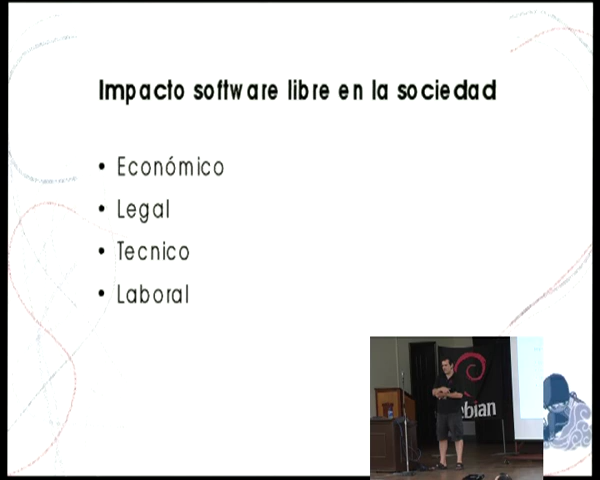 Impacto software libre en la sociedad
• Económico
• Legal
• Tecnico
• Laboral
ebian